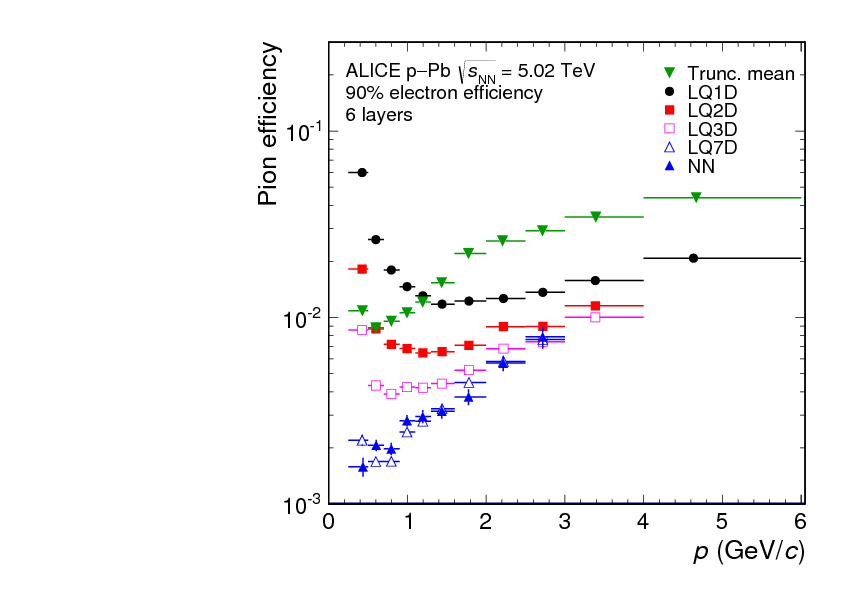 Pion efficiency
ALICE p–Pb √sNN = 5.02 TeV
90% electron efficiency
6 layers
Trunc. mean
LQ1D
LQ2D
LQ3D
LQ7D
NN
10-1
10-2
10-3
0 1 2 3 4 5 6
p (GeV/c)